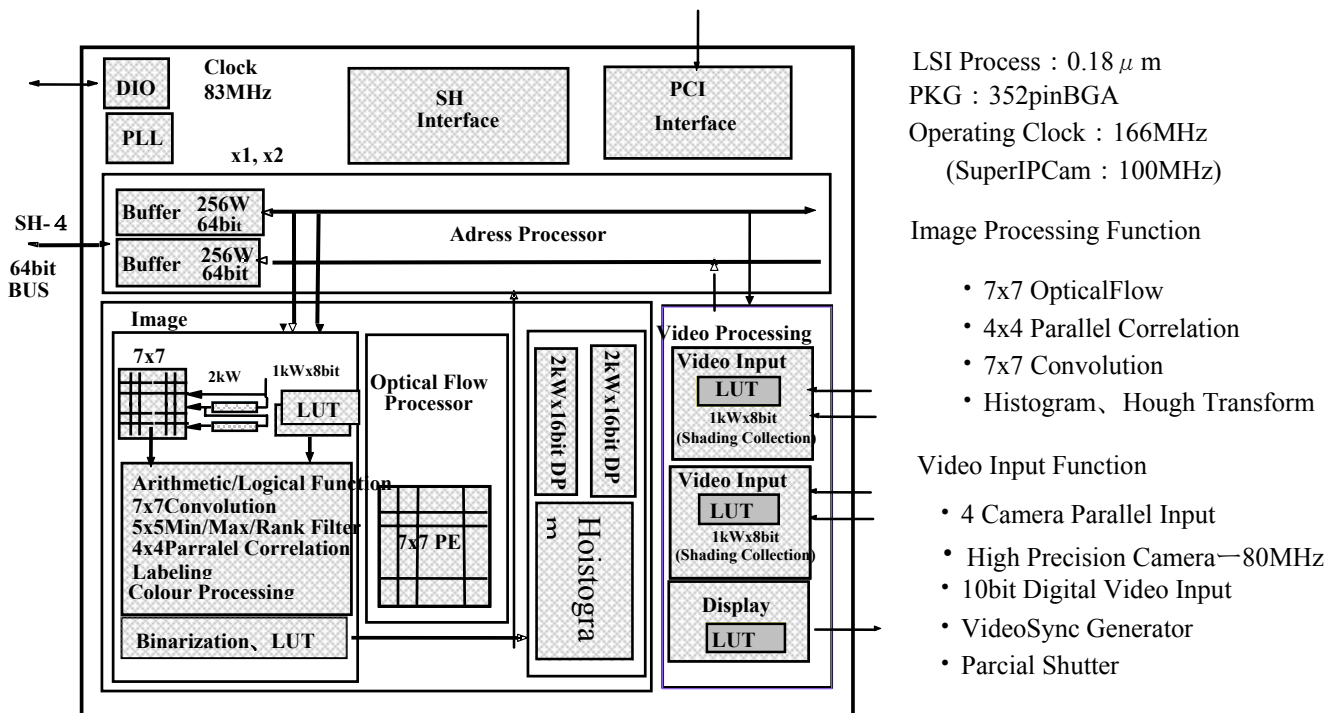 DIO
Clock
83MHz
PLL
x1, x2
SH
Interface
PCI
Interface
SH-４
64bit
BUS
Buffer 256W
64bit
Buffer 256W
64bit
Adress Processor
Image
7x7
2kW
1kWx8bit
LUT
Arithmetic/Logical Function
7x7Convolution
5x5Min/Max/Rank Filter
4x4Parralel Correlation
Labeling
Colour Processing
Binarization、LUT
Optical Flow
Processor
7x7 PE
2kWx16bit DP
2kWx16bit DP
Hoistogra
m
Video Processing
Video Input
LUT
1kWx8bit
(Shading Collection)
Video Input
LUT
1kWx8bit
(Shading Collection)
Display
LUT
LSI Process：0.18μm
PKG：352pinBGA
Operating Clock：166MHz
(SuperIPCam：100MHz)
Image Processing Function
・7x7 OpticalFlow
・4x4 Parallel Correlation
・7x7 Convolution
・Histogram、Hough Transform
Video Input Function
・4 Camera Parallel Input
・High Precision Camera－80MHz
・10bit Digital Video Input
・VideoSync Generator
・Parcial Shutter